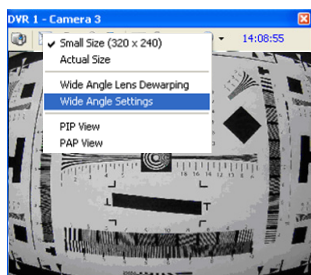 DVR 1 - Camera 3
14:08:55
Small Size (320 x 240)
Actual Size
Wide Angle Lens Dewarping
Wide Angle Settings
PIP View
PAP View